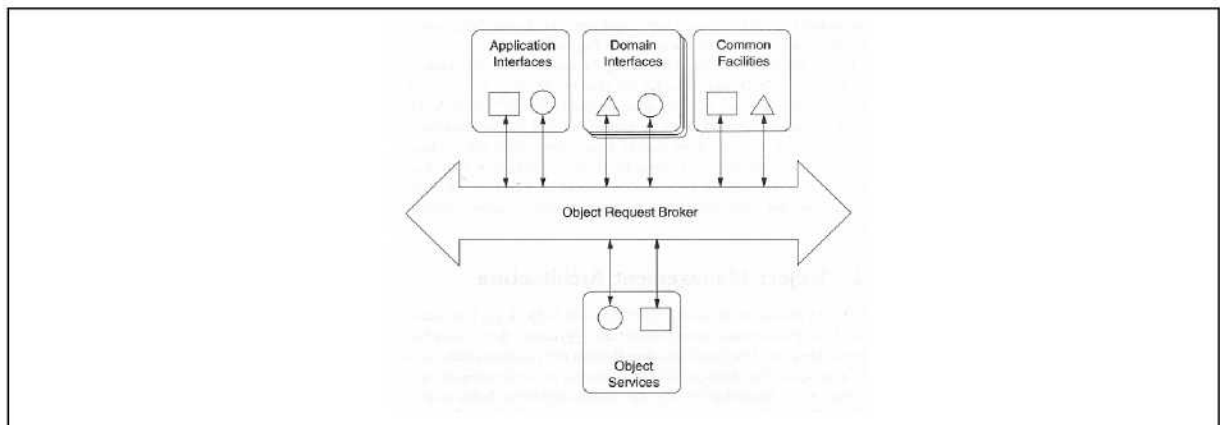 Application
Interfaces
Domain
Interfaces
Common
Facilities
Object Request Broker
Object
Services